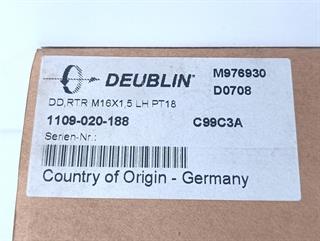 DEUBLIN
M976930
D0708
DD,RTR M16X1,5 LH PT18
1109-020-188 C99C3A
Serien-Nr.:
Country of Origin - Germany